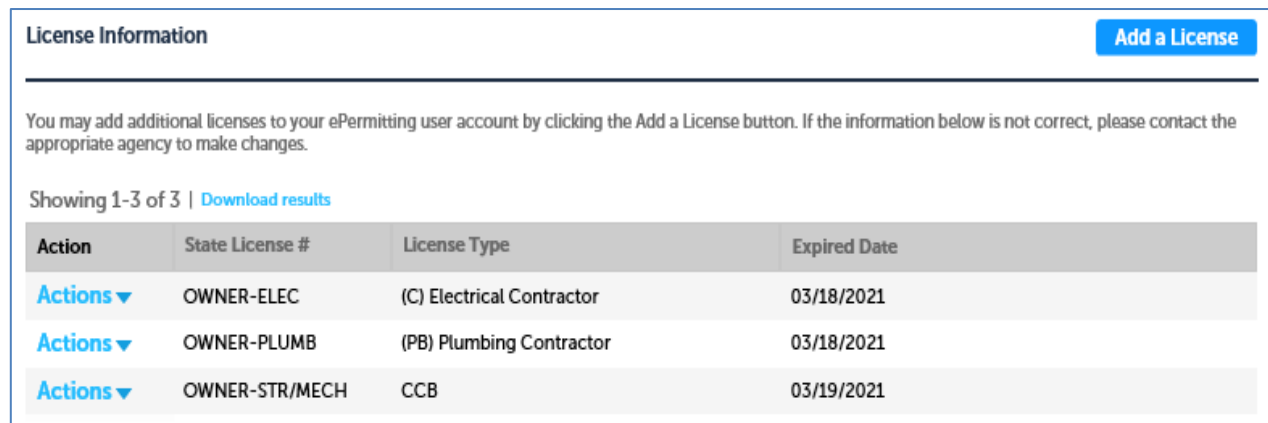 License Information
Add a License
You may add additional licenses to your ePermitting user account by clicking the Add a License button. If the information below is not correct, please contact the
appropriate agency to make changes.
Showing 1-3 of 3 | Download results
Action State License # License Type Expired Date
Actions▼ OWNER-ELEC (C) Electrical Contractor 03/18/2021
Actions▼ OWNER-PLUMB (PB) Plumbing Contractor 03/18/2021
Actions▼ OWNER-STR/MECH CCB 03/19/2021